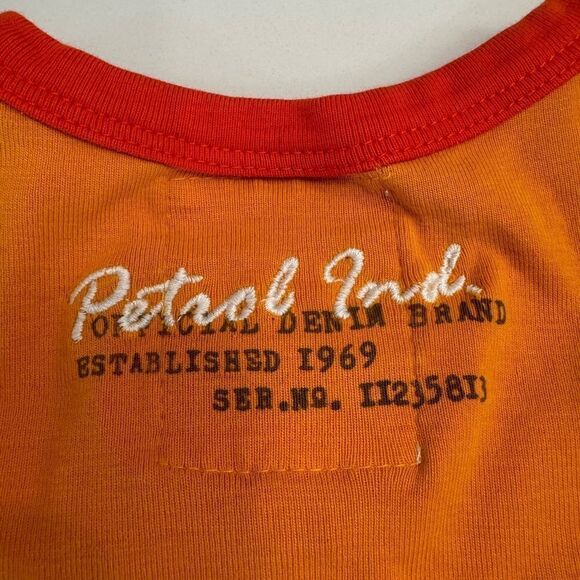 Petrol Ind.
OFFICIAL DENIM BRAND
ESTABLISHED 1969
SER.NO. 11235813